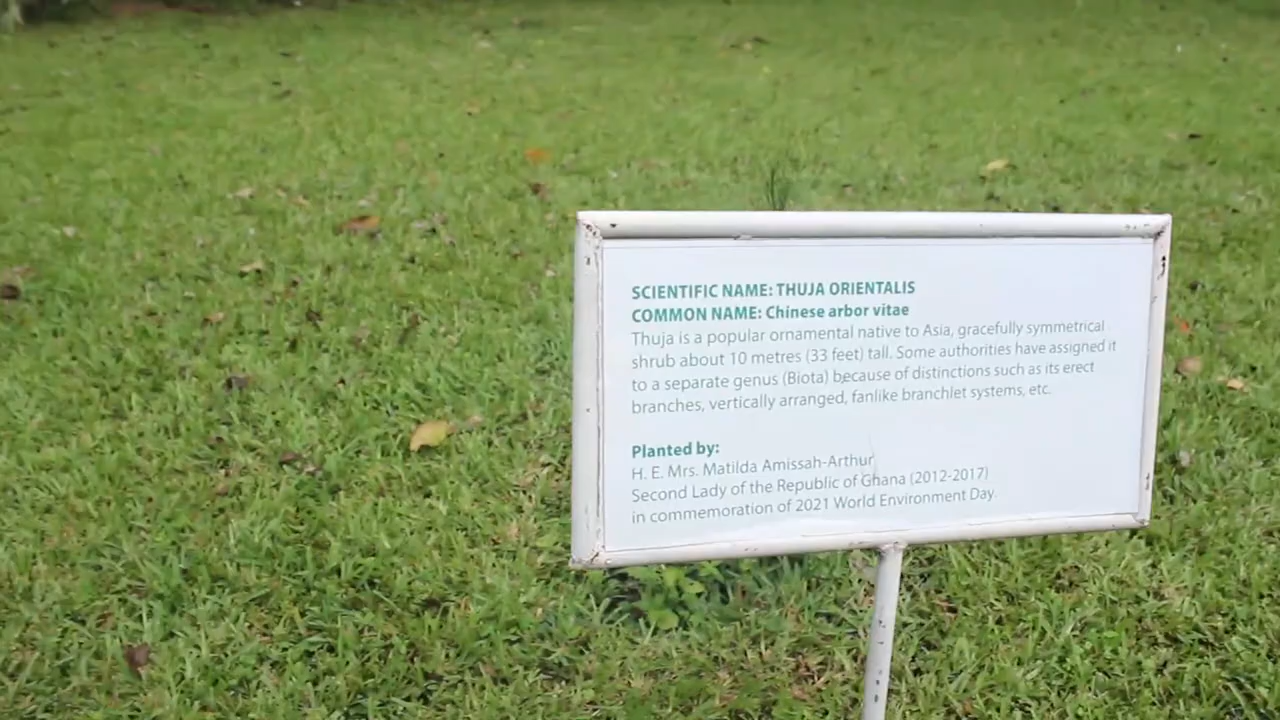 SCIENTIFIC NAME: THUJA ORIENTALIS
COMMON NAME: Chinese arbor vitae
Thuja is a popular ornamental native to Asia, gracefully symmetrical
shrub about 10 metres (33 feet) tall. Some authorities have assigned it
to a separate genus (Biota) because of distinctions such as its erect
branches, vertically arranged, fanlike branchlet systems, etc.
Planted by:
H. E. Mrs. Matilda Amissah-Arthur
Second Lady of the Republic of Ghana (2012-2017)
in commemoration of 2021 World Environment Day.